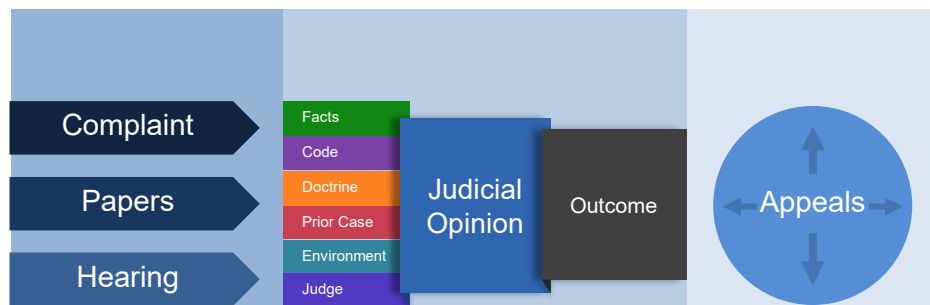 Complaint
Papers
Hearing
Facts
Code
Doctrine
Prior Case
Environment
Judge
Judicial
Opinion
Outcome
Appeals